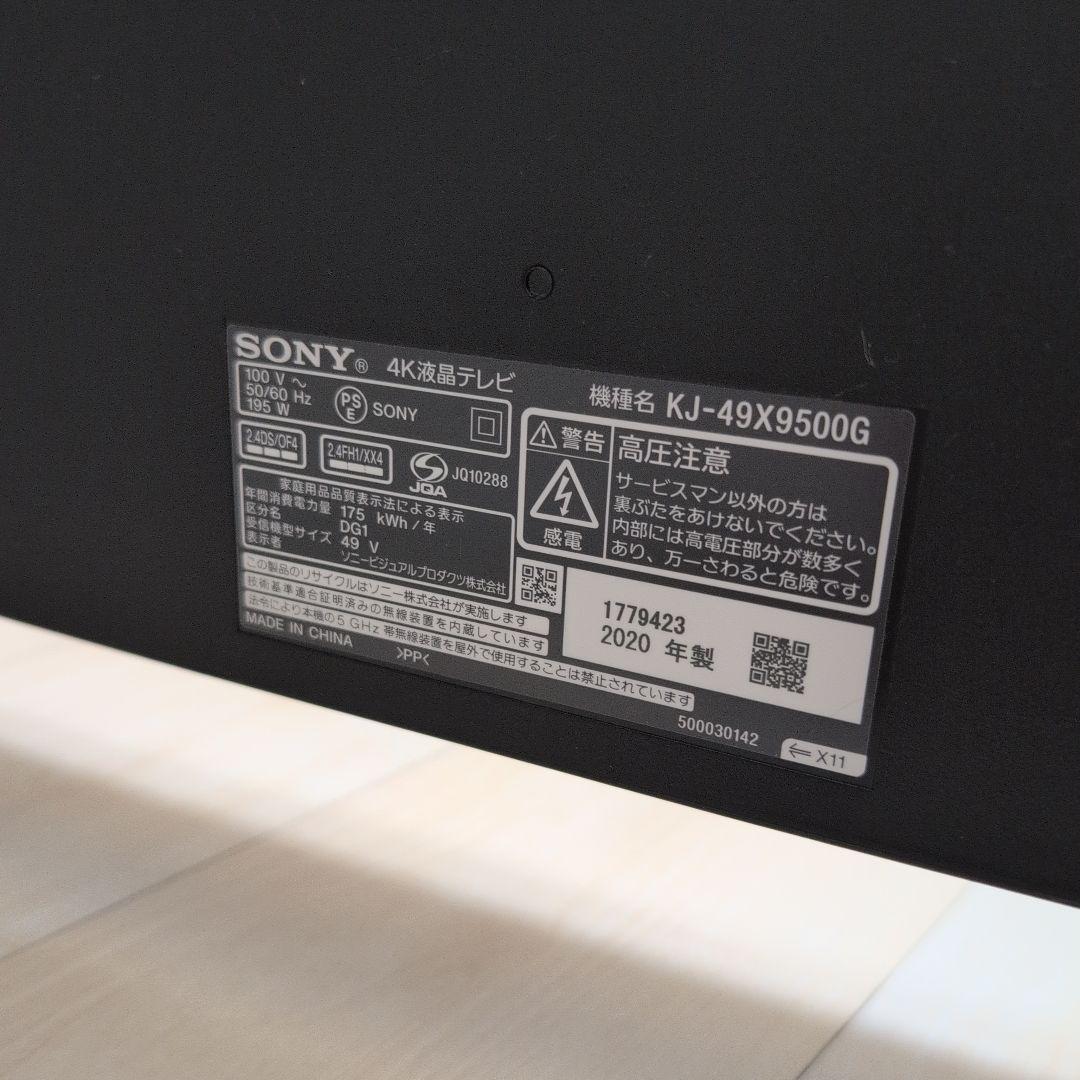 SONY® 4K液晶テレビ
機種名 KJ-49X9500G
100 V ～
50/60 Hz
195 W
PS
E
SONY
2.4DS/OF4
2.4FH1/XX4
JQA
JQ10288
家庭用品品質表示法による表示
年間消費電力量 175 kWh/年
区分名 DG1
受信機型サイズ 49 V
表示者 ソニービジュアルプロダクツ株式会社
警告
感電
高圧注意
サービスマン以外の方は
裏ぶたをあけないでください。
内部には高電圧部分が数多く
あり、万一さわると危険です。
この製品のリサイクルはソニー株式会社が実施します
技術基準適合証明済みの無線装置を内蔵しています
法令により本機の5GHz帯無線装置を屋外で使用することは禁止されています
MADE IN CHINA
>PP<
1779423
2020 年製
500030142
⇐ X11